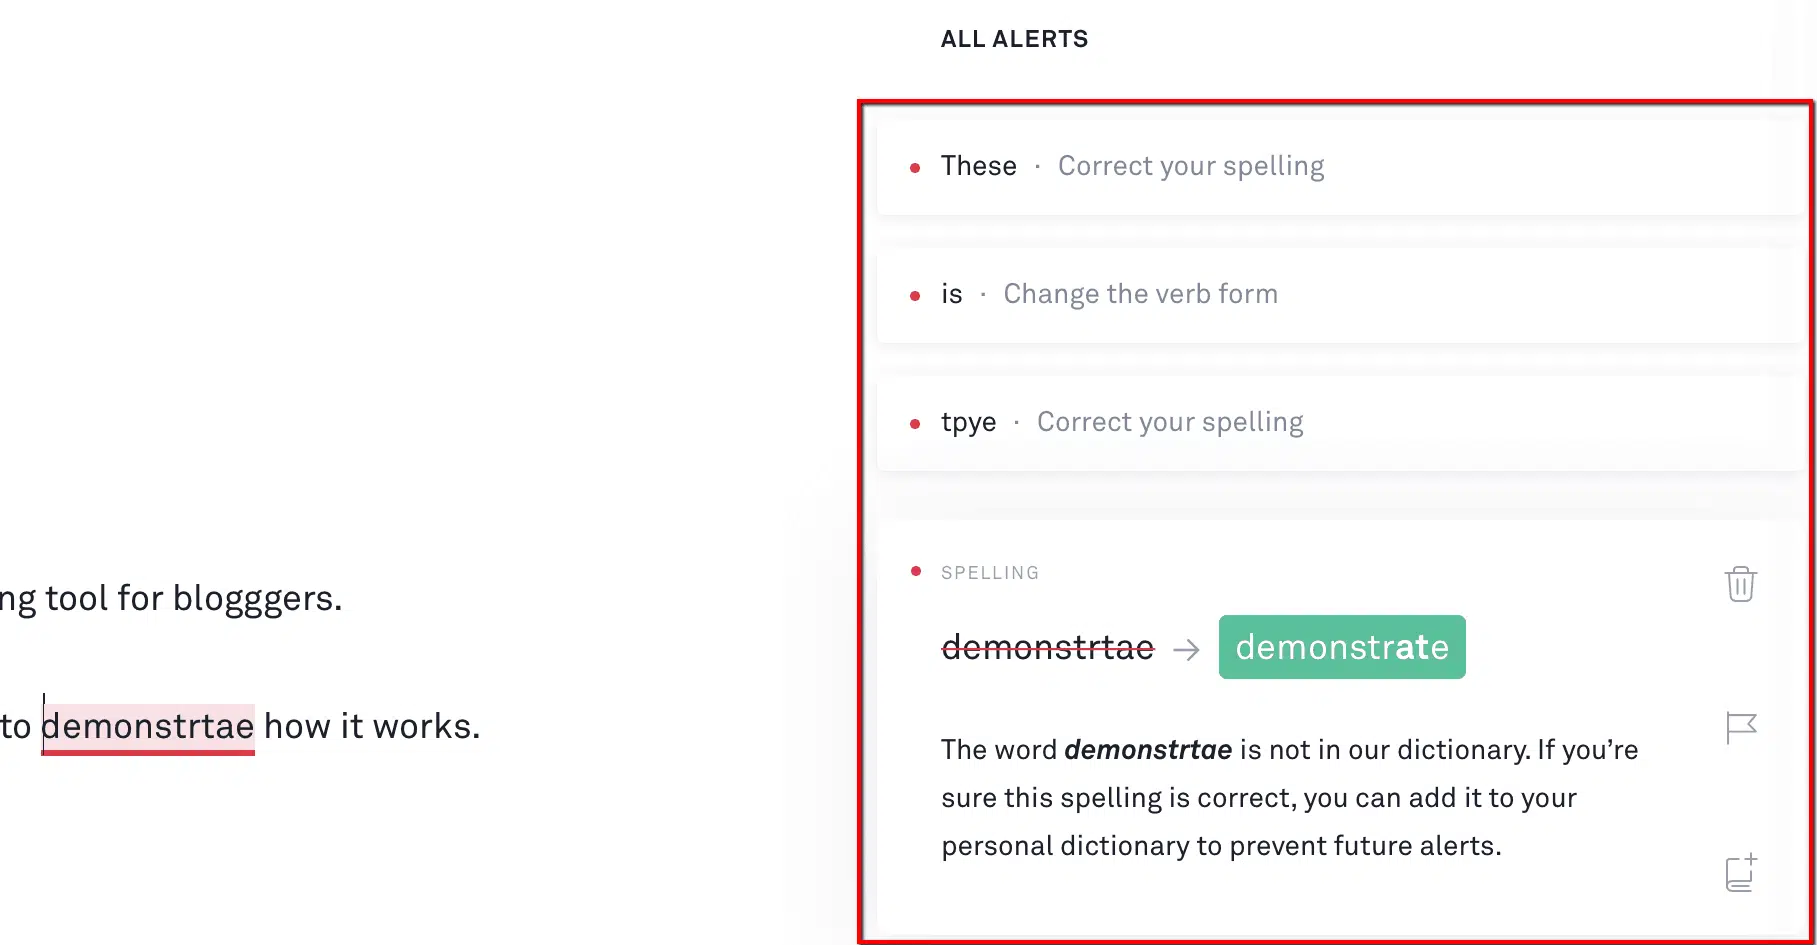 ALL ALERTS
These · Correct your spelling
is · Change the verb form
tpye · Correct your spelling
SPELLING
demonstrtae → demonstrate
The word demonstrtae is not in our dictionary. If you’re
sure this spelling is correct, you can add it to your
personal dictionary to prevent future alerts.
ng tool for blogggers.
to demonstrtae how it works.